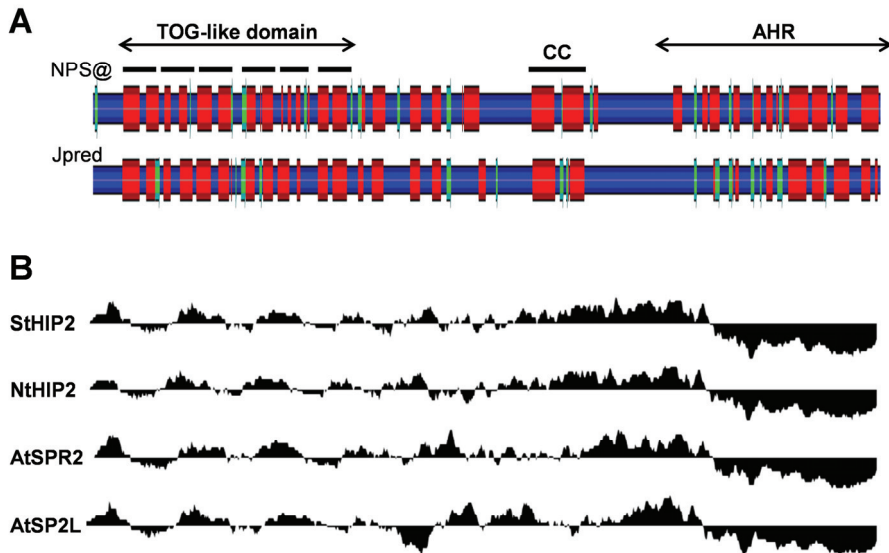 A
TOG-like domain
AHR
CC
NPS@
Jpred
B
StHIP2
NtHIP2
AtSPR2
AtSP2L